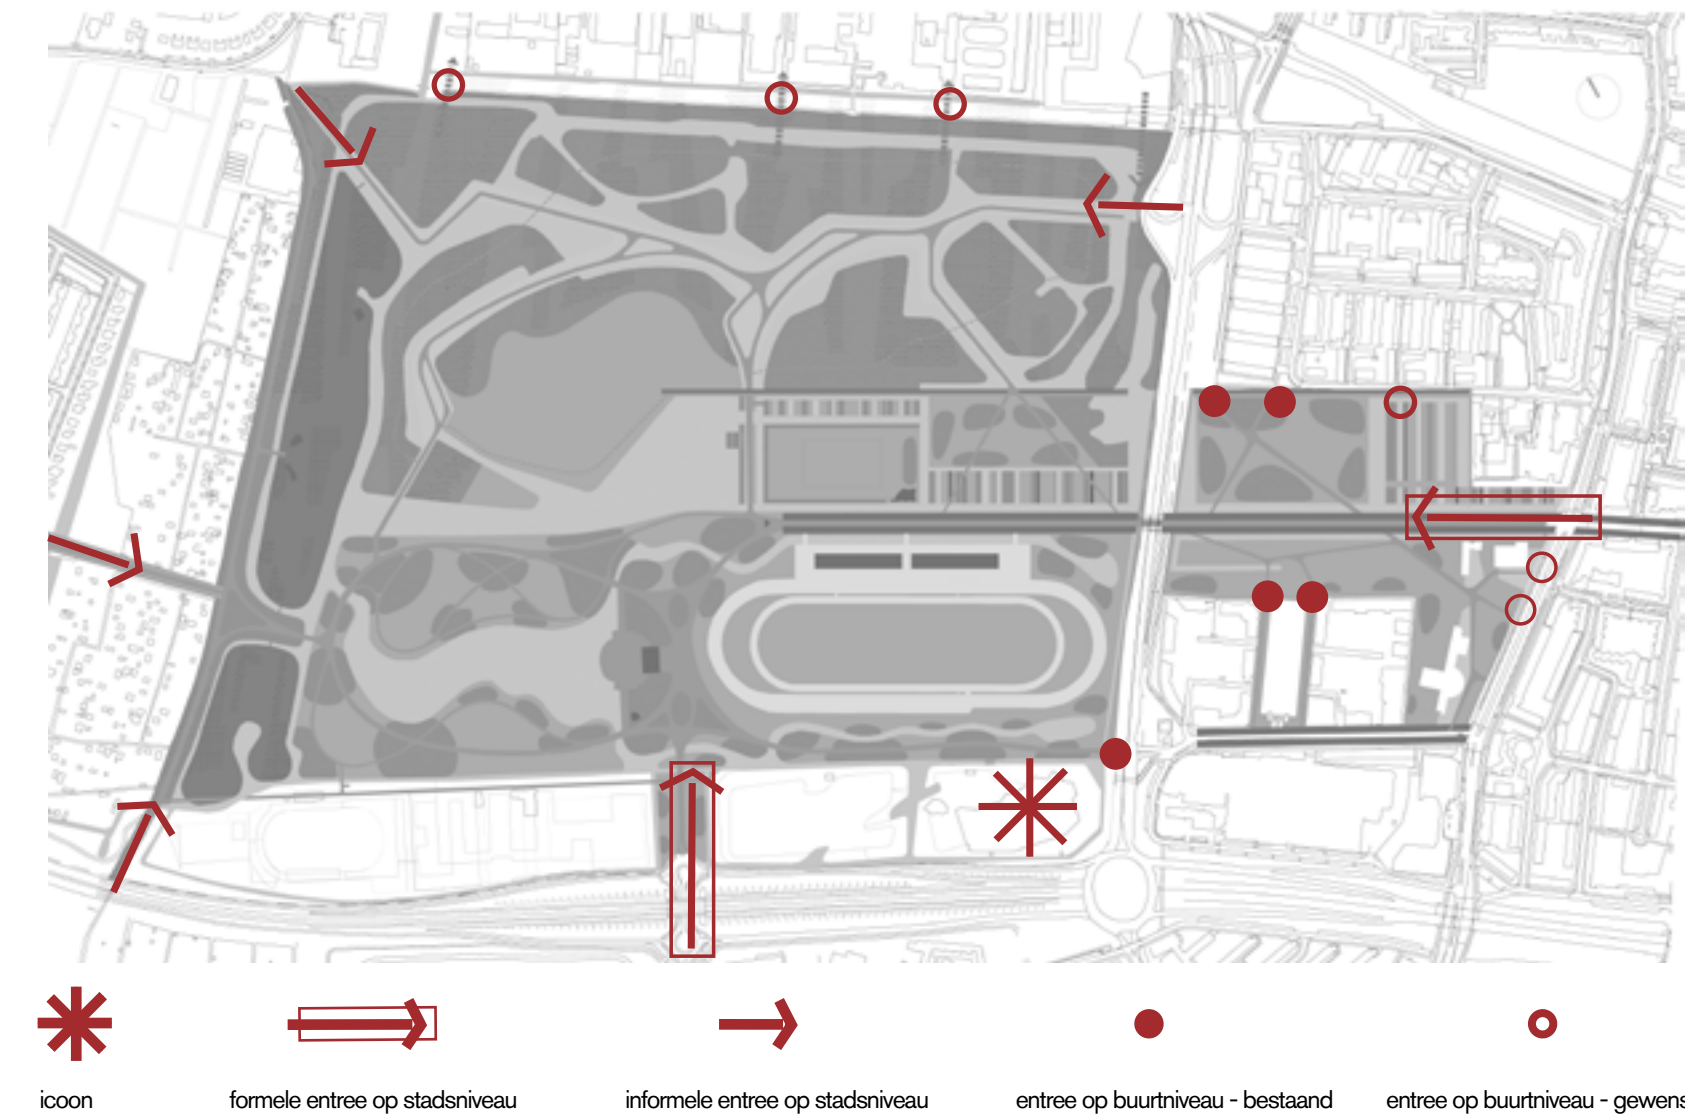 icoon
formele entree op stadsniveau
informele entree op stadsniveau
entree op buurtniveau - bestaand
entree op buurtniveau - gewens